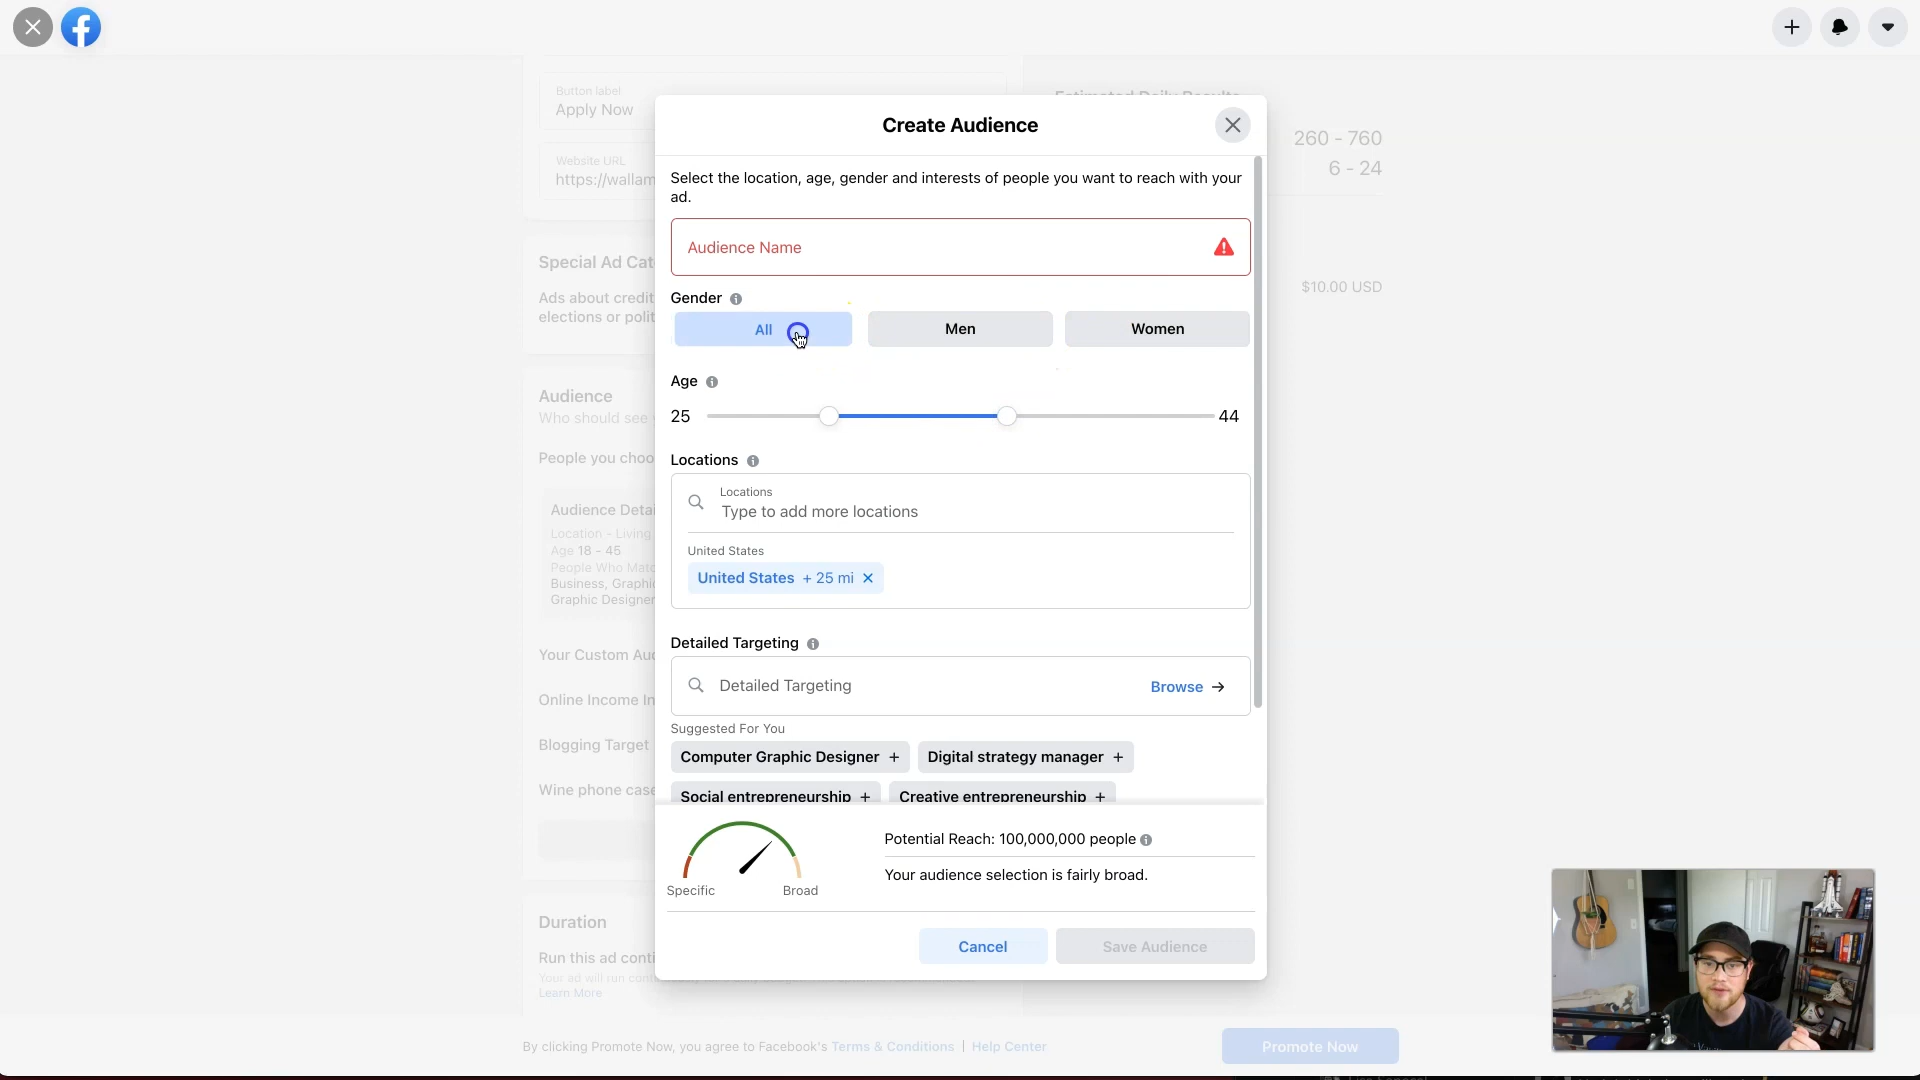 Button label
Apply Now
Website URL
https://wallam
Estimated Daily Results
260 - 760
6 - 24
$10.00 USD
Special Ad Cat
Ads about credit
elections or polit
Audience
Who should see
People you choo
Audience Detai
Location - Living
Age 18 - 45
People Who Matc
Business, Graphi
Graphic Designer
Your Custom Aud
Online Income In
Blogging Target
Wine phone case
Duration
Run this ad conti
Learn More
Create Audience
Select the location, age, gender and interests of people you want to reach with your
ad.
Audience Name
Gender
All Men Women
Age
25 44
Locations
Locations
Type to add more locations
United States
United States + 25 mi
Detailed Targeting
Detailed Targeting Browse
Suggested For You
Computer Graphic Designer + Digital strategy manager +
Social entrepreneurship + Creative entrepreneurship +
Potential Reach: 100,000,000 people
Your audience selection is fairly broad.
Specific Broad
Cancel Save Audience
By clicking Promote Now, you agree to Facebook's Terms & Conditions | Help Center
Promote Now